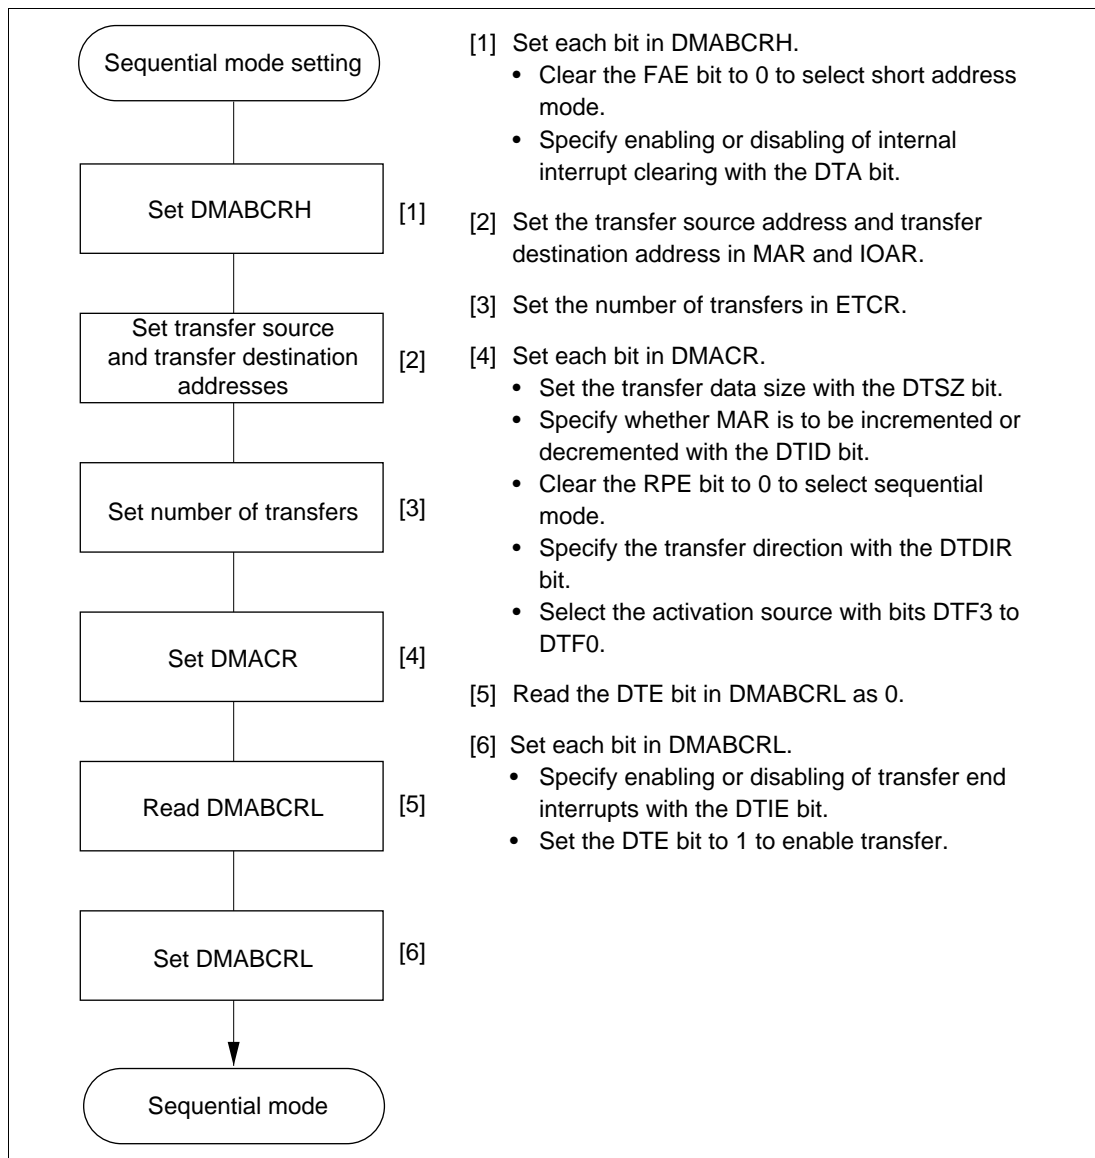 Sequential mode setting
Set DMABCRH
[1]
Set transfer source
and transfer destination
addresses
[2]
Set number of transfers
[3]
Set DMACR
[4]
Read DMABCRL
[5]
Set DMABCRL
[6]
Sequential mode
[1] Set each bit in DMABCRH.
• Clear the FAE bit to 0 to select short address
mode.
• Specify enabling or disabling of internal
interrupt clearing with the DTA bit.
[2] Set the transfer source address and transfer
destination address in MAR and IOAR.
[3] Set the number of transfers in ETCR.
[4] Set each bit in DMACR.
• Set the transfer data size with the DTSZ bit.
• Specify whether MAR is to be incremented or
decremented with the DTID bit.
• Clear the RPE bit to 0 to select sequential
mode.
• Specify the transfer direction with the DTDIR
bit.
• Select the activation source with bits DTF3 to
DTF0.
[5] Read the DTE bit in DMABCRL as 0.
[6] Set each bit in DMABCRL.
• Specify enabling or disabling of transfer end
interrupts with the DTIE bit.
• Set the DTE bit to 1 to enable transfer.